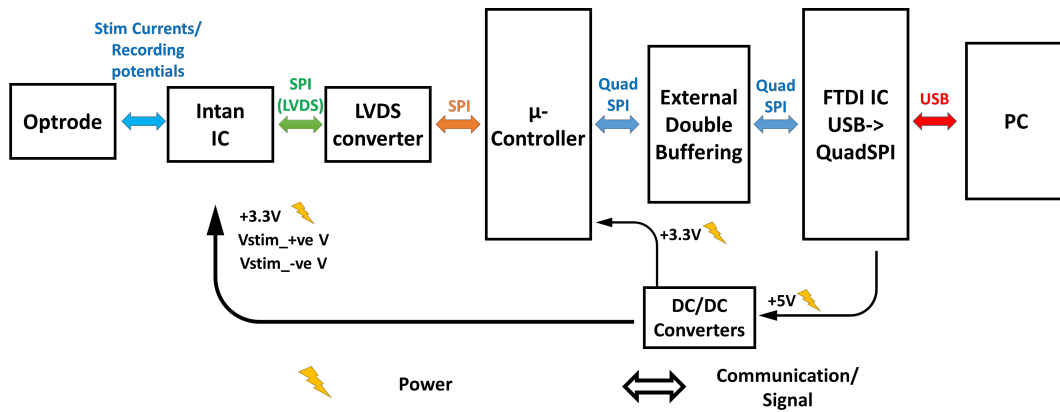 Stim Currents/
Recording
potentials
Optrode
Intan
IC
SPI
(LVDS)
LVDS
converter
SPI
µ-
Controller
Quad
SPI
External
Double
Buffering
Quad
SPI
FTDI IC
USB->
QuadSPI
USB
PC
+3.3V
Vstim_+ve V
Vstim_-ve V
+3.3V
+5V
DC/DC
Converters
Power
Communication/
Signal